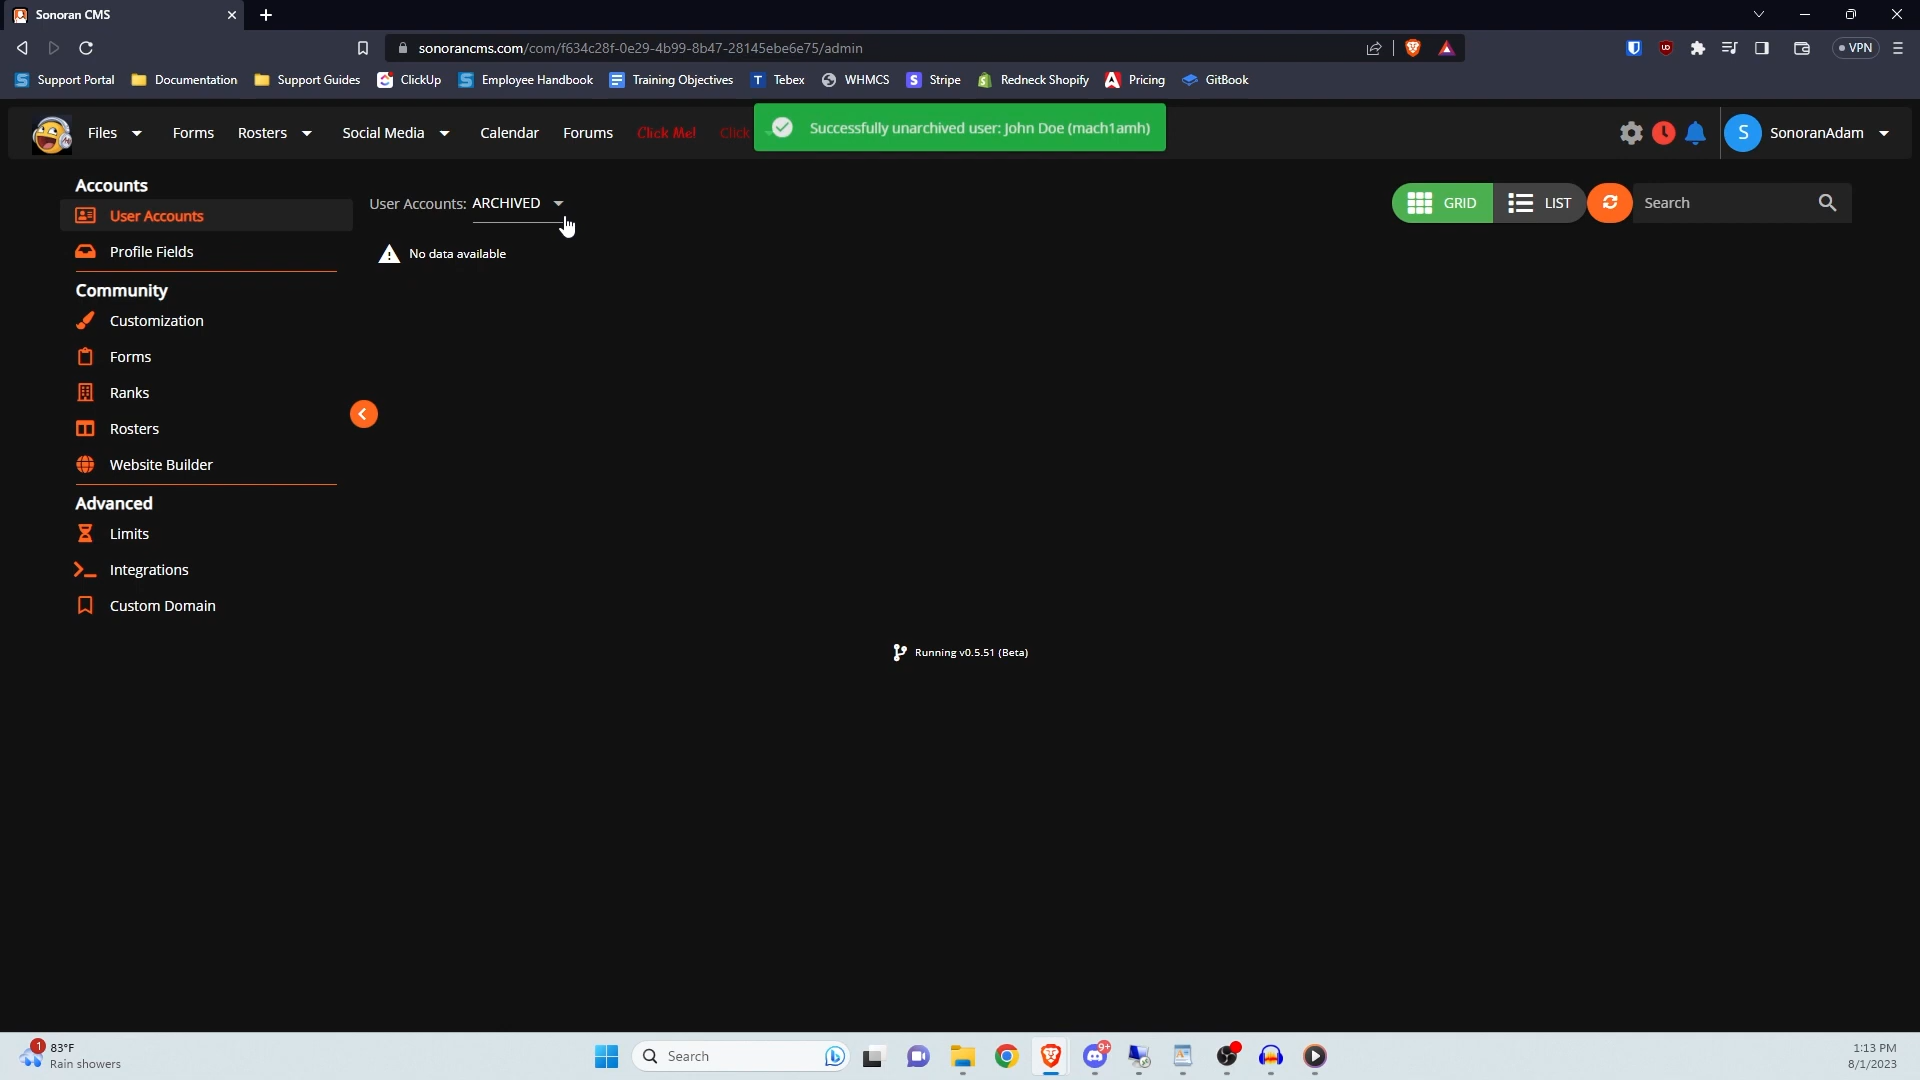 Sonoran CMS
sonorancms.com/com/f634c28f-0e29-4b99-8b47-28145ebe6e75/admin
VPN
Support Portal
Documentation
Support Guides
ClickUp
Employee Handbook
Training Objectives
Tebex
WHMCS
Stripe
Redneck Shopify
Pricing
GitBook
Files
Forms
Rosters
Social Media
Calendar
Forums
Click Me!
Click
Successfully unarchived user: John Doe (mach1amh)
S
SonoranAdam
Accounts
User Accounts
Profile Fields
Community
Customization
Forms
Ranks
Rosters
Website Builder
Advanced
Limits
Integrations
Custom Domain
User Accounts: ARCHIVED
No data available
GRID
LIST
Search
Running v0.5.51 (Beta)
1
83°F
Rain showers
Search
9+
1:13 PM
8/1/2023